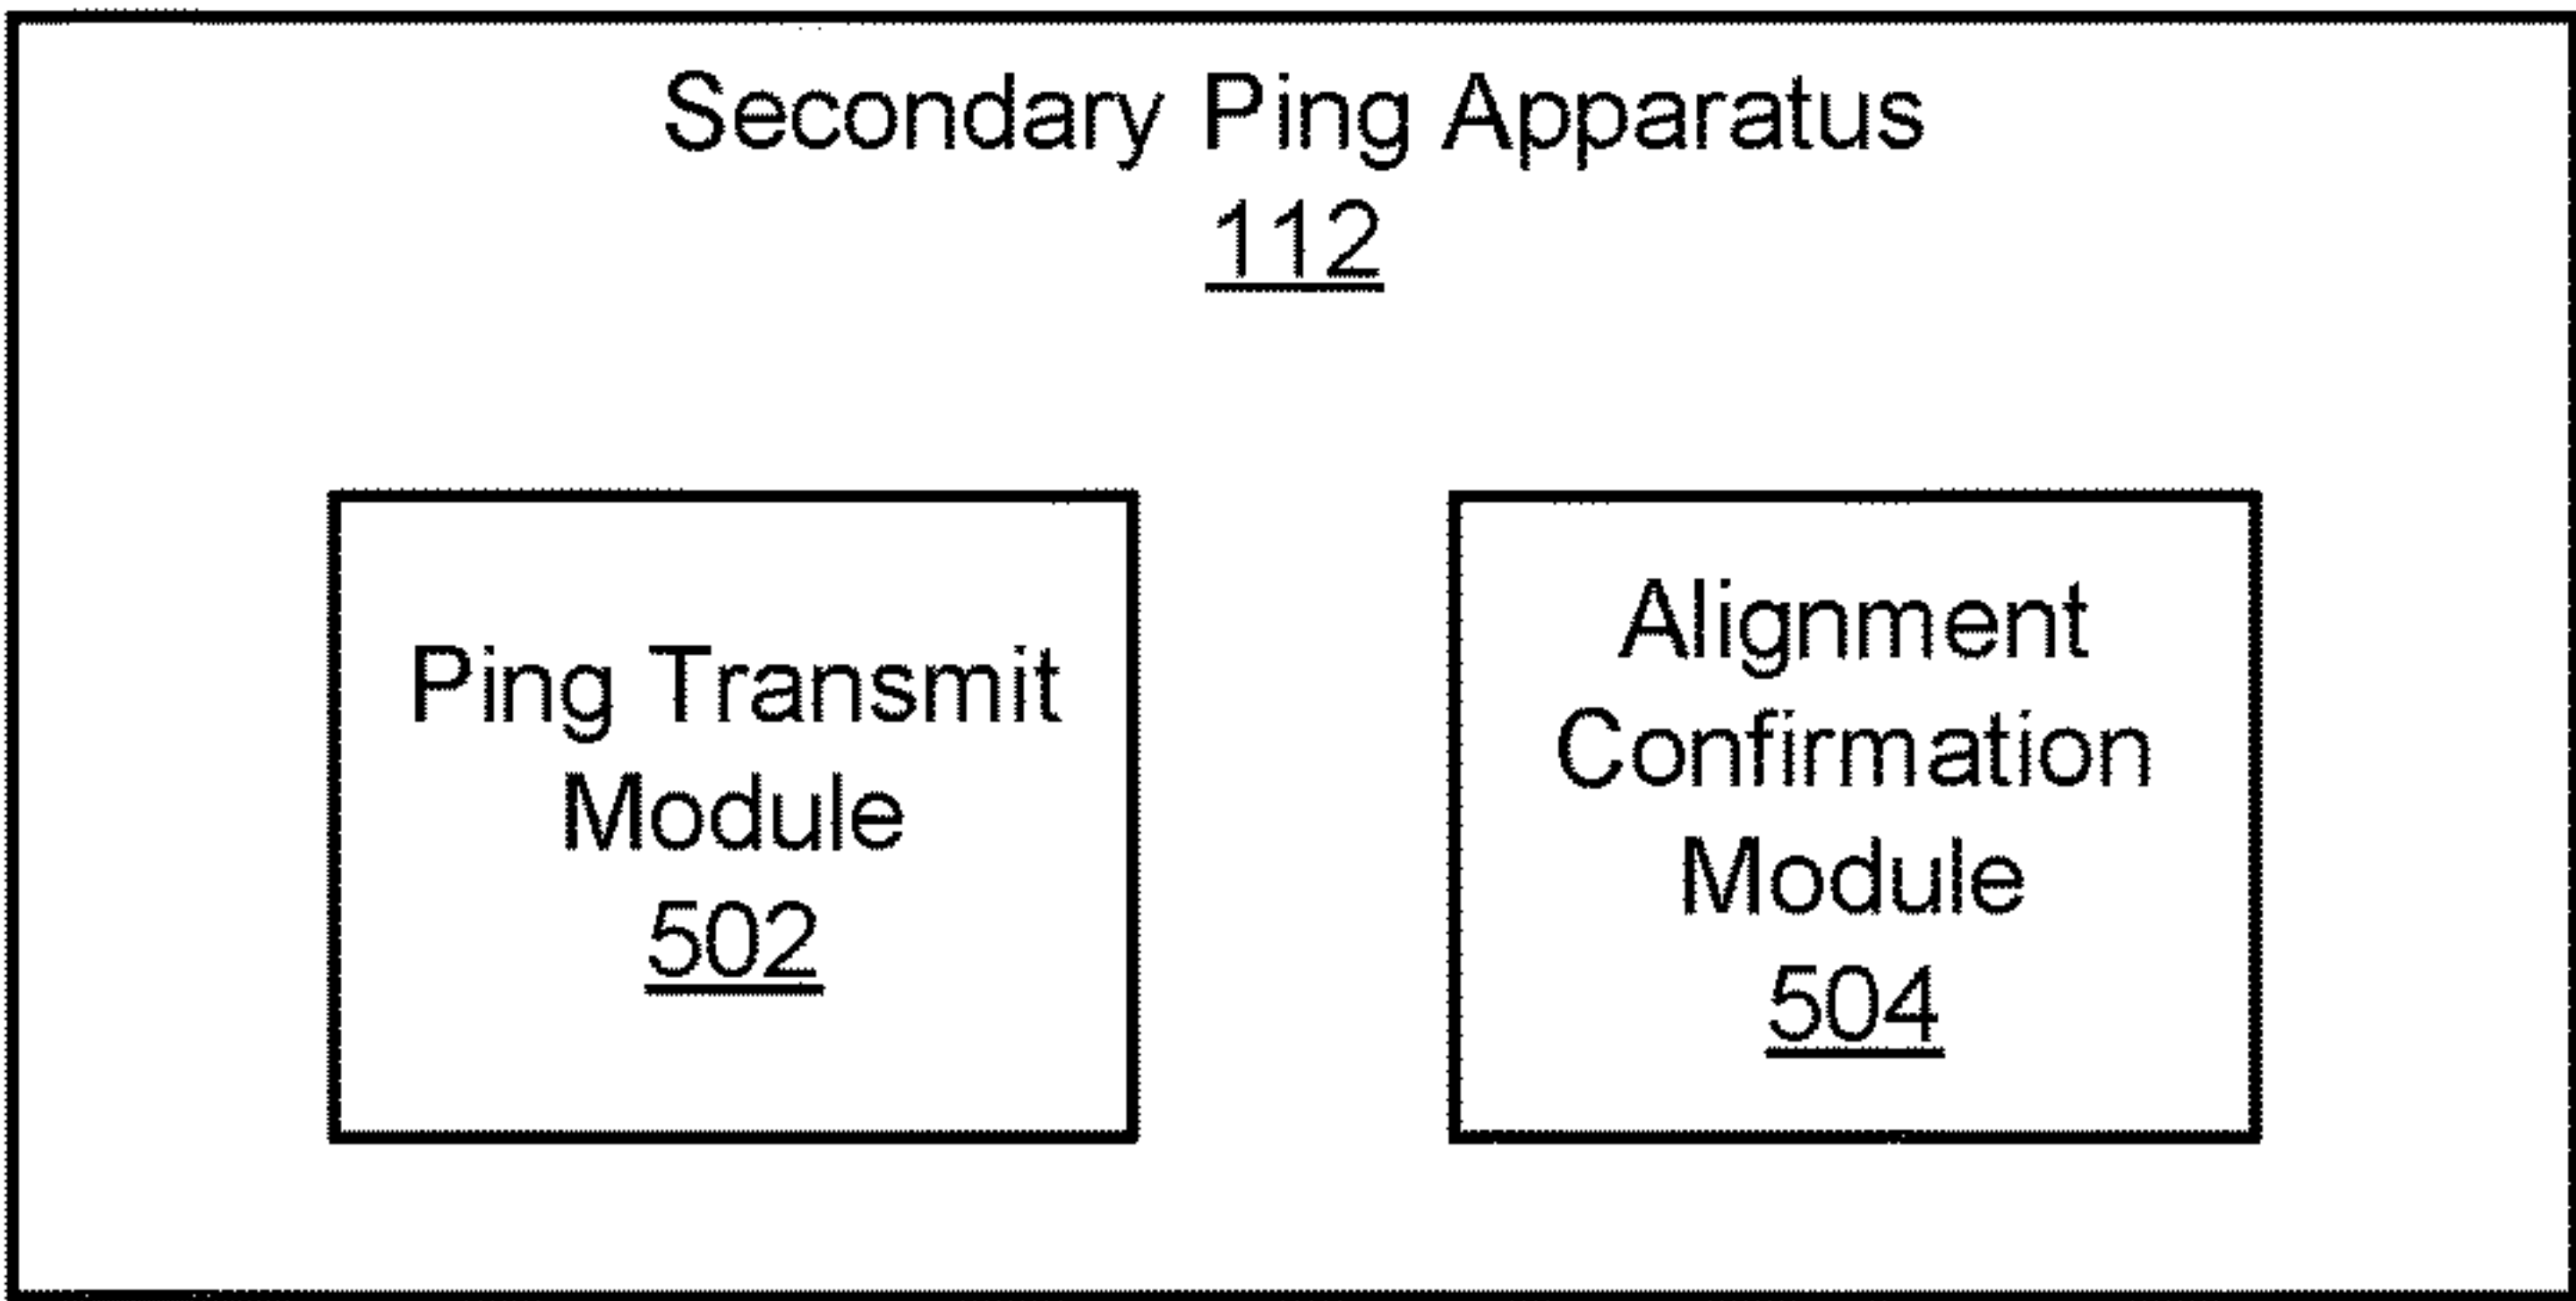 Secondary Ping Apparatus
112
Ping Transmit
Module
502
Alignment
Confirmation
Module
504